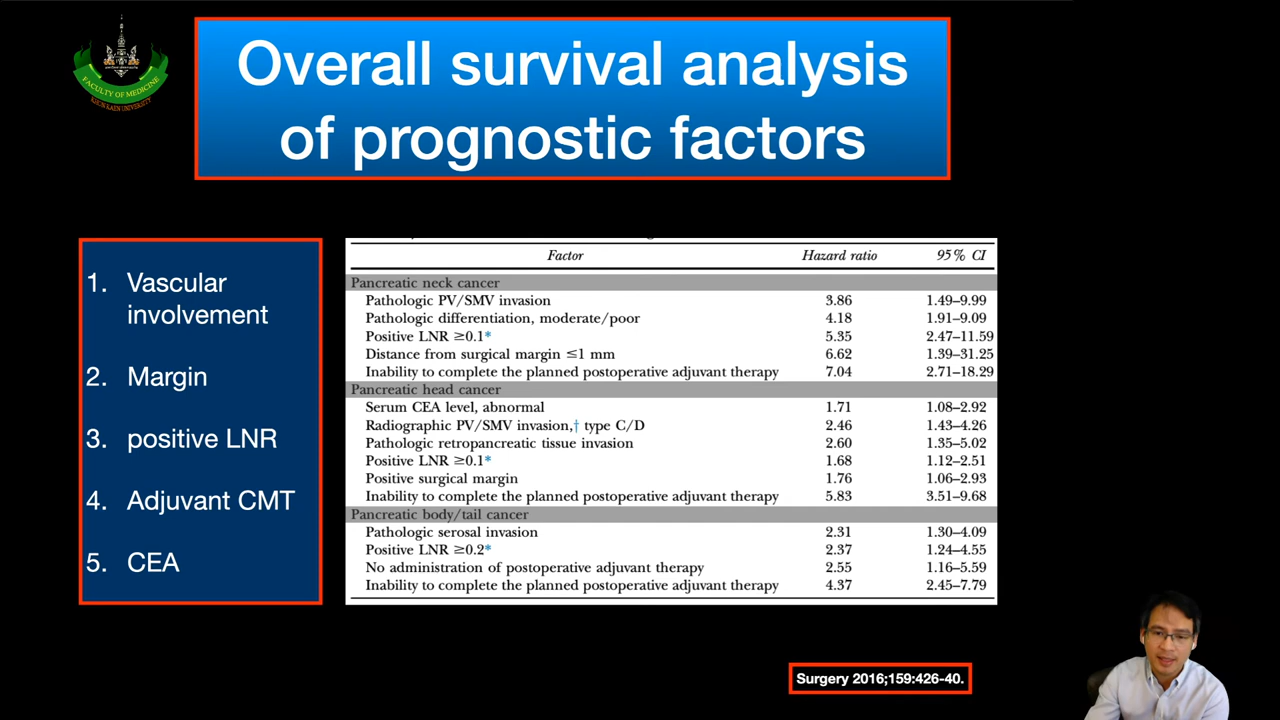 FACULTY OF MEDICINE
KHON KAEN UNIVERSITY
Overall survival analysis
of prognostic factors
1. Vascular
involvement
2. Margin
3. positive LNR
4. Adjuvant CMT
5. CEA
Factor Hazard ratio 95% CI
Pancreatic neck cancer
Pathologic PV/SMV invasion 3.86 1.49–9.99
Pathologic differentiation, moderate/poor 4.18 1.91–9.09
Positive LNR ≥0.1* 5.35 2.47–11.59
Distance from surgical margin ≤1 mm 6.62 1.39–31.25
Inability to complete the planned postoperative adjuvant therapy 7.04 2.71–18.29
Pancreatic head cancer
Serum CEA level, abnormal 1.71 1.08–2.92
Radiographic PV/SMV invasion,† type C/D 2.46 1.43–4.26
Pathologic retropancreatic tissue invasion 2.60 1.35–5.02
Positive LNR ≥0.1* 1.68 1.12–2.51
Positive surgical margin 1.76 1.06–2.93
Inability to complete the planned postoperative adjuvant therapy 5.83 3.51–9.68
Pancreatic body/tail cancer
Pathologic serosal invasion 2.31 1.30–4.09
Positive LNR ≥0.2* 2.37 1.24–4.55
No administration of postoperative adjuvant therapy 2.55 1.16–5.59
Inability to complete the planned postoperative adjuvant therapy 4.37 2.45–7.79
Surgery 2016;159:426-40.